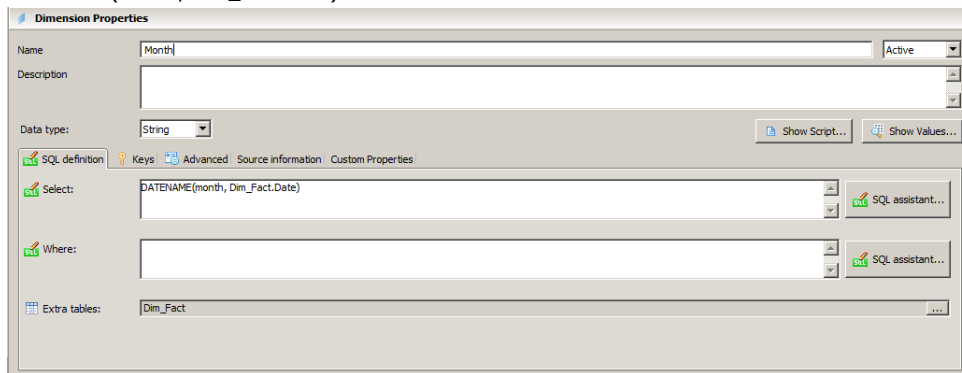 Dimension Properties
Name Month Active
Description
Data type: String Show Script... Show Values...
SQL definition Keys Advanced Source information Custom Properties
Select: DATENAME(month, Dim_Fact.Date) SQL assistant...
Where: SQL assistant...
Extra tables: Dim_Fact ...